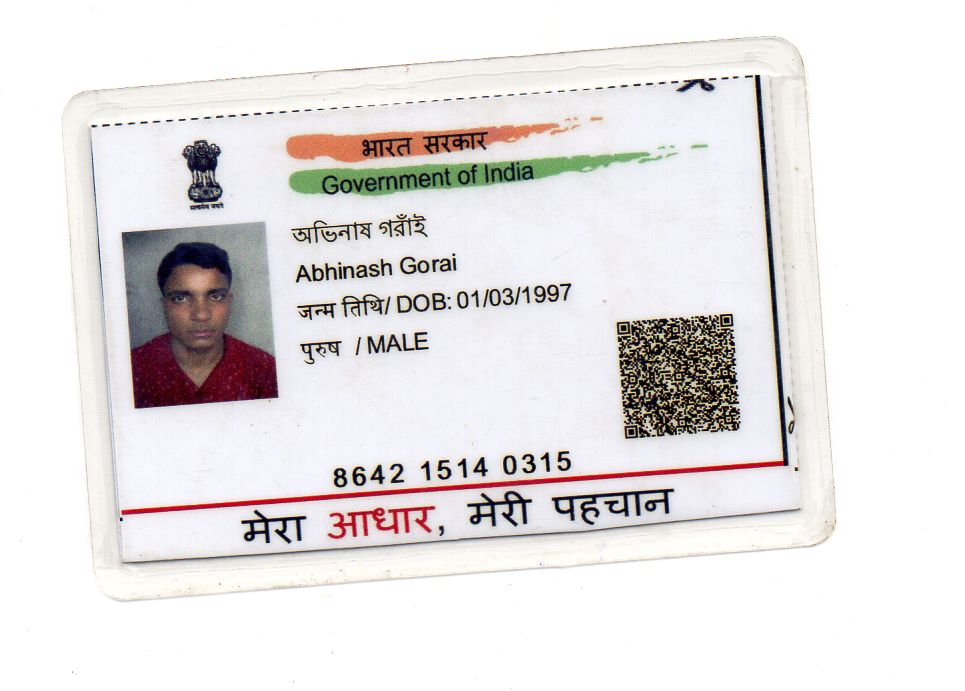 भारत सरकार
Government of India
सत्यमेव जयते
অভিনাষ গরাঁই
Abhinash Gorai
जन्म तिथि/ DOB: 01/03/1997
पुरुष / MALE
8642 1514 0315
मेरा आधार, मेरी पहचान